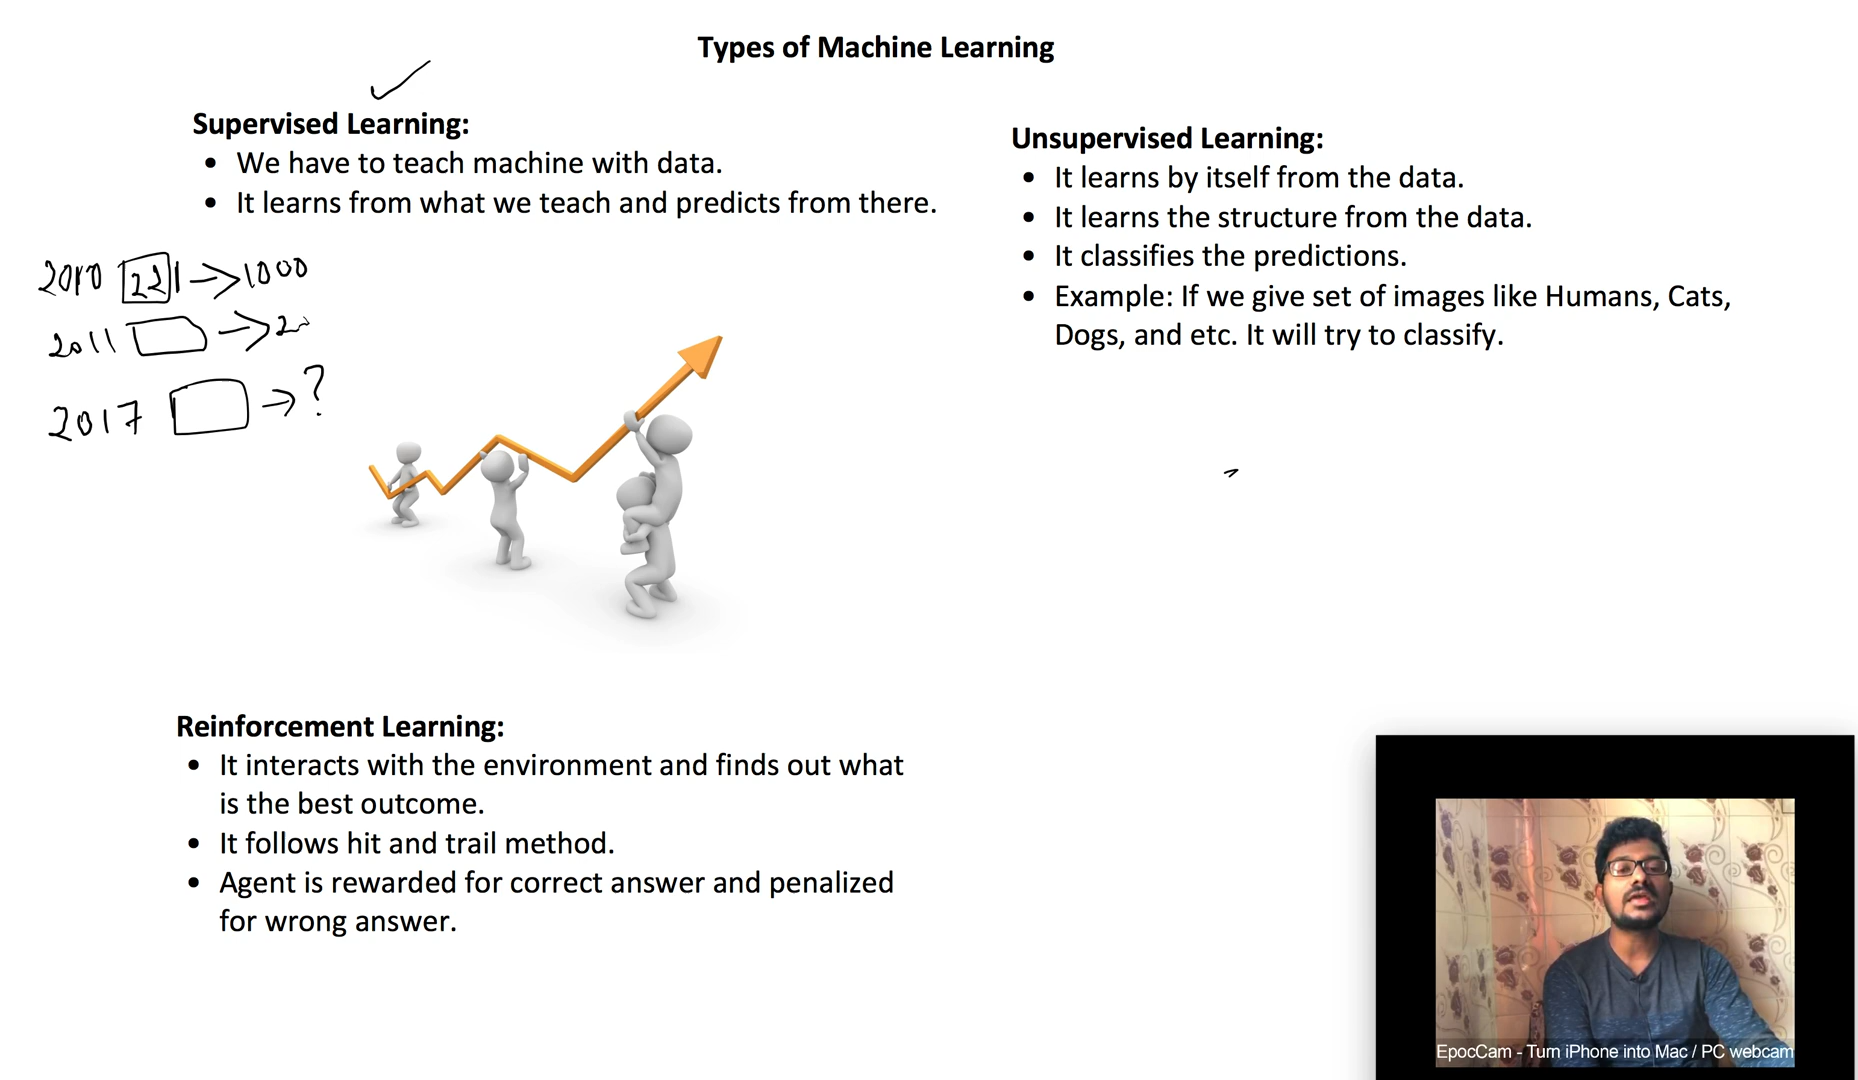 Types of Machine Learning
Supervised Learning:
• We have to teach machine with data.
• It learns from what we teach and predicts from there.
2010 221 → 1000
2011 → 20
2017 → ?
Unsupervised Learning:
• It learns by itself from the data.
• It learns the structure from the data.
• It classifies the predictions.
• Example: If we give set of images like Humans, Cats,
Dogs, and etc. It will try to classify.
Reinforcement Learning:
• It interacts with the environment and finds out what
is the best outcome.
• It follows hit and trail method.
• Agent is rewarded for correct answer and penalized
for wrong answer.
EpocCam - Turn iPhone into Mac / PC webcam